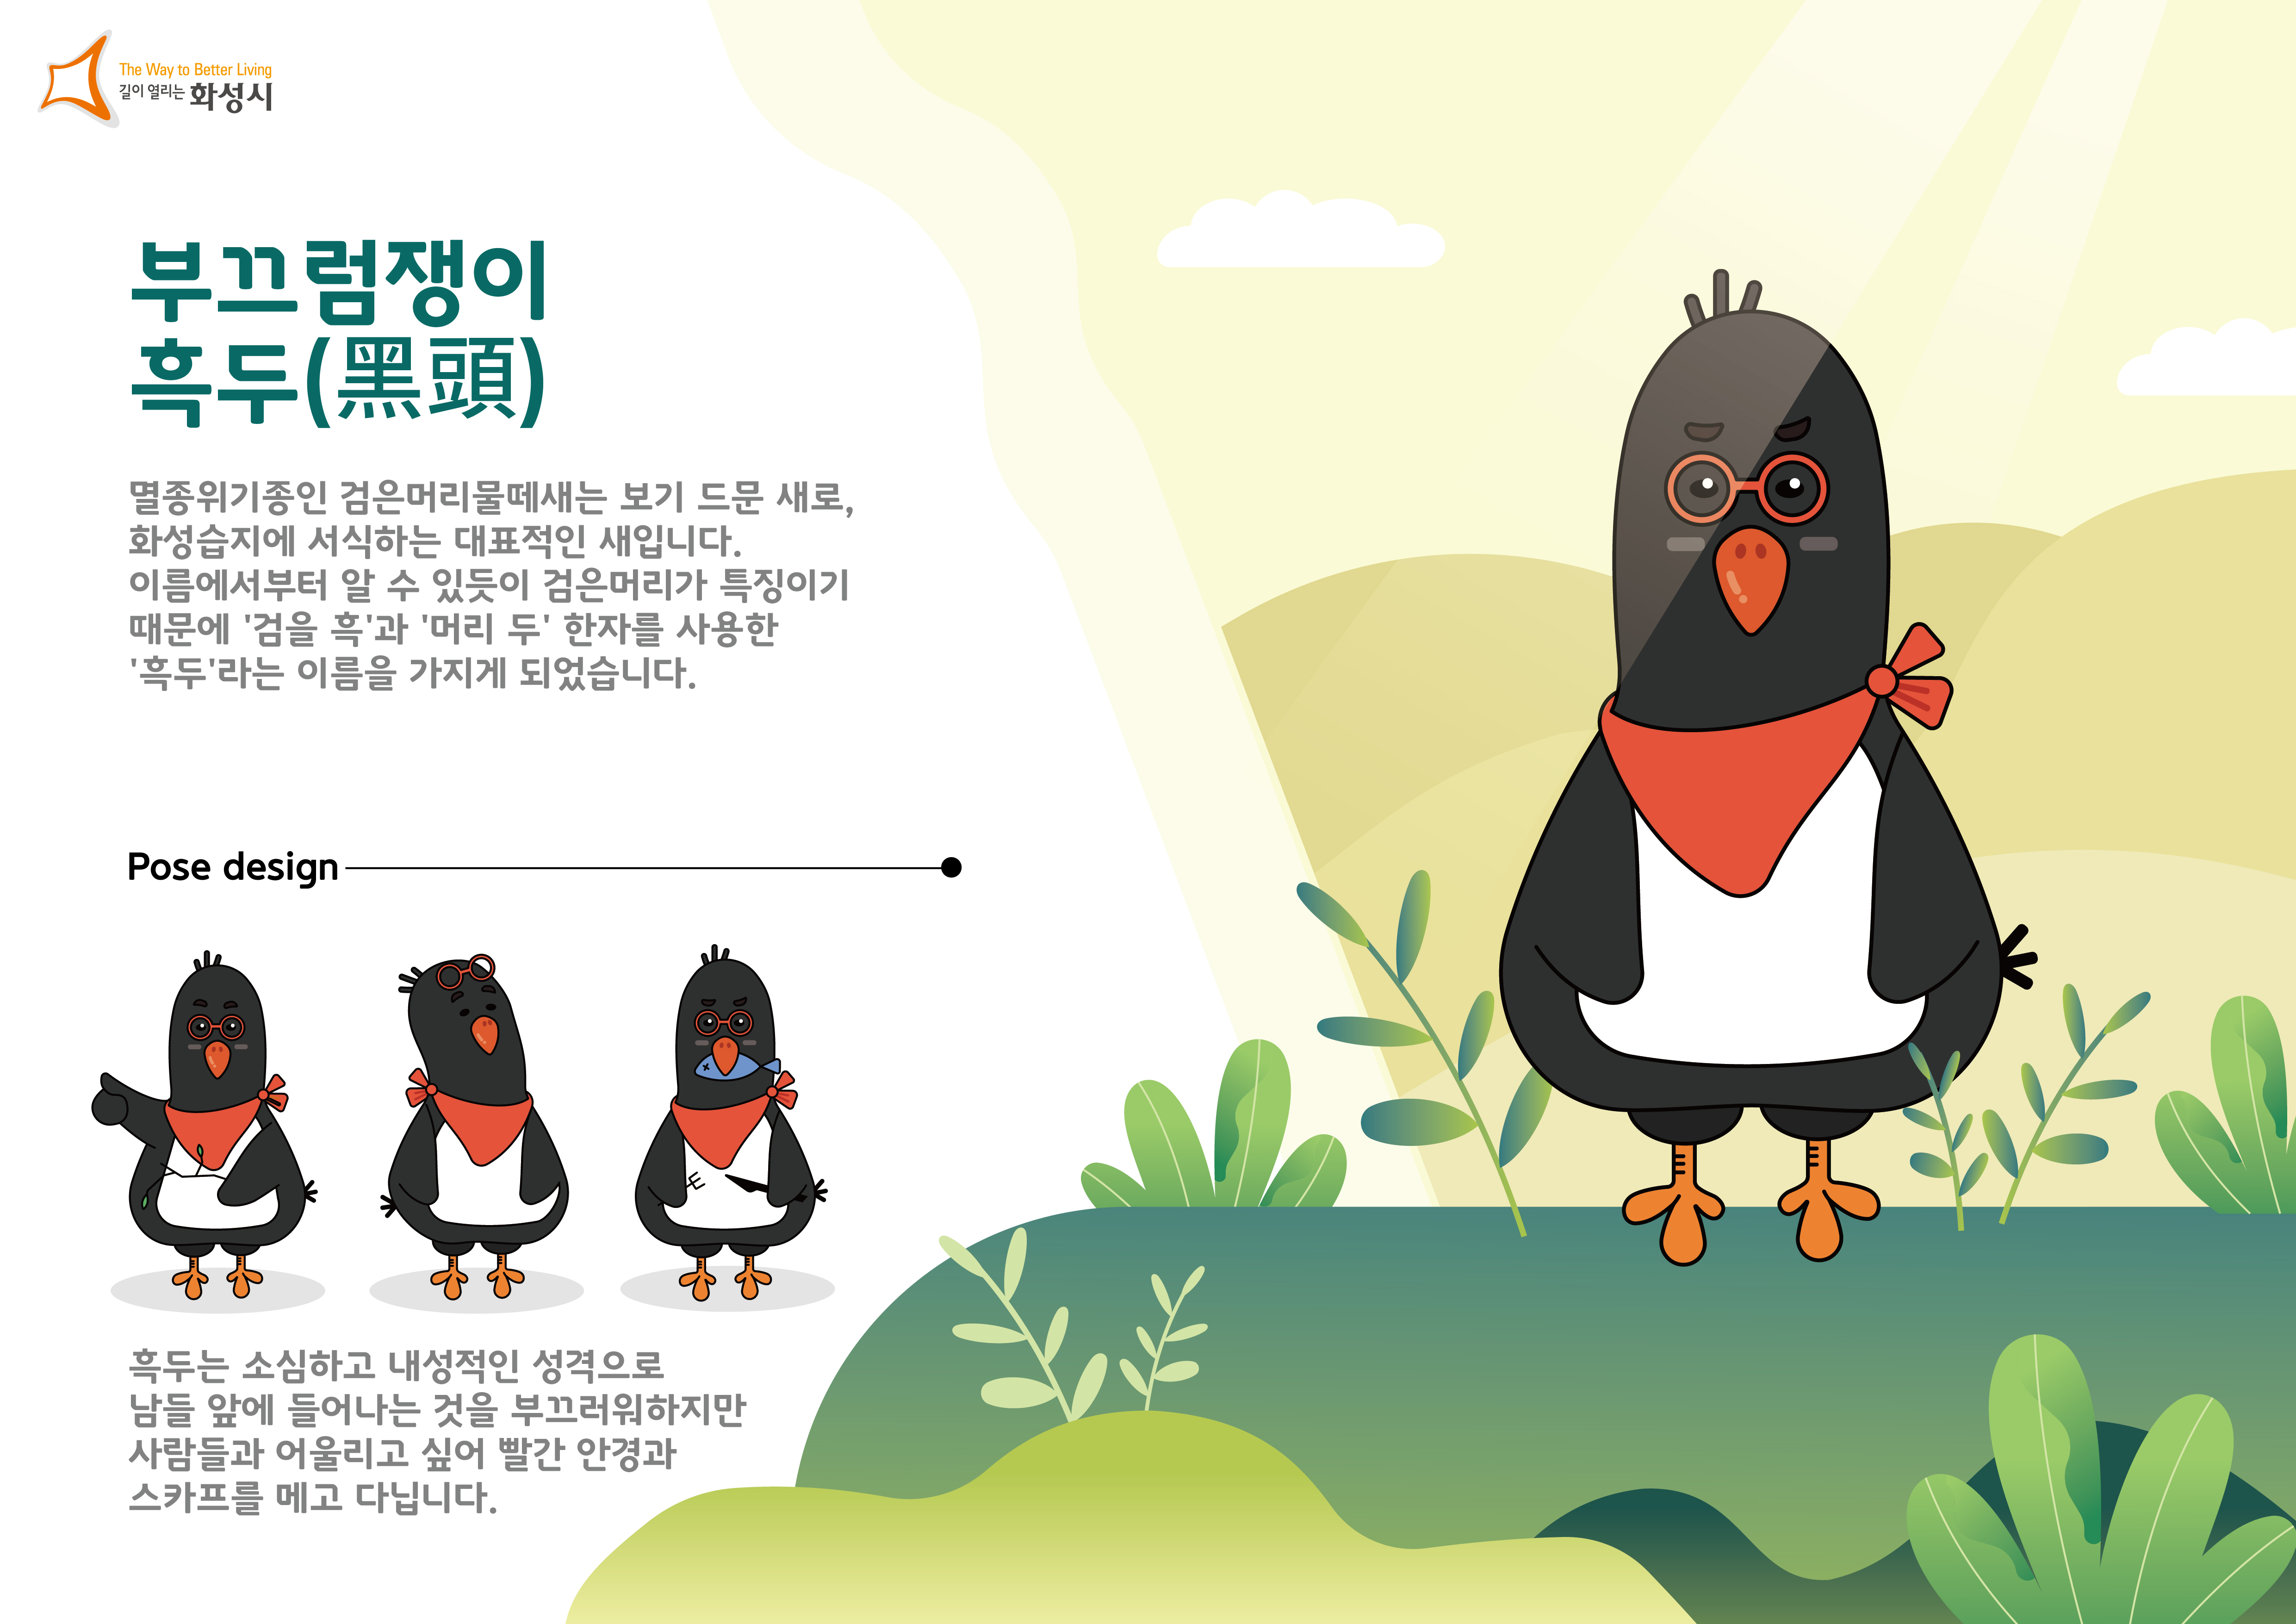 The Way to Better Living
길이 열리는 화성시
부끄럼쟁이
흑두(黑頭)
멸종위기종인 검은머리물떼새는 보기 드문 새로,
화성습지에 서식하는 대표적인 새입니다.
이름에서부터 알 수 있듯이 검은머리가 특징이기
때문에 '검을 흑'과 '머리 두' 한자를 사용한
'흑두'라는 이름을 가지게 되었습니다.
Pose design
흑두는 소심하고 내성적인 성격으로
남들 앞에 들어나는 것을 부끄러워하지만
사람들과 어울리고 싶어 빨간 안경과
스카프를 메고 다닙니다.